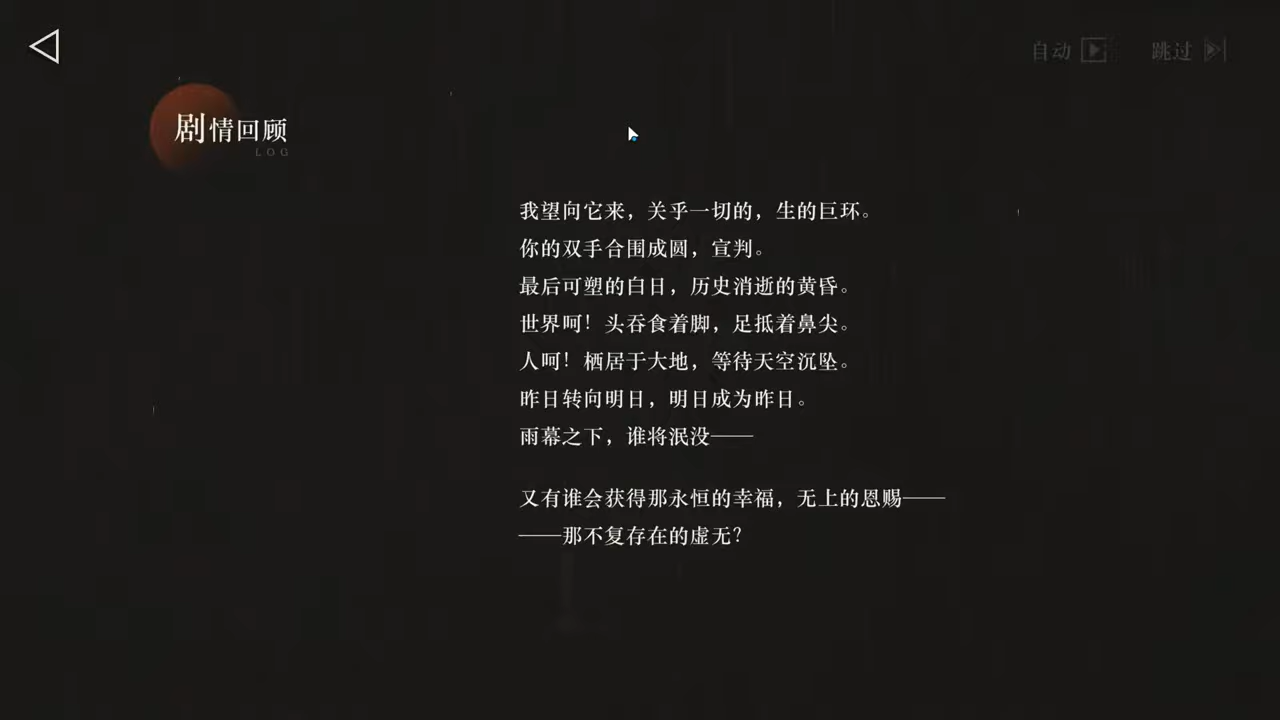 自动
跳过
剧情回顾
LOG
我望向它来，关乎一切的，生的巨环。
你的双手合围成圆，宣判。
最后可塑的白日，历史消逝的黄昏。
世界呵！头吞食着脚，足抵着鼻尖。
人呵！栖居于大地，等待天空沉坠。
昨日转向明日，明日成为昨日。
雨幕之下，谁将泯没——
又有谁会获得那永恒的幸福，无上的恩赐——
——那不复存在的虚无？